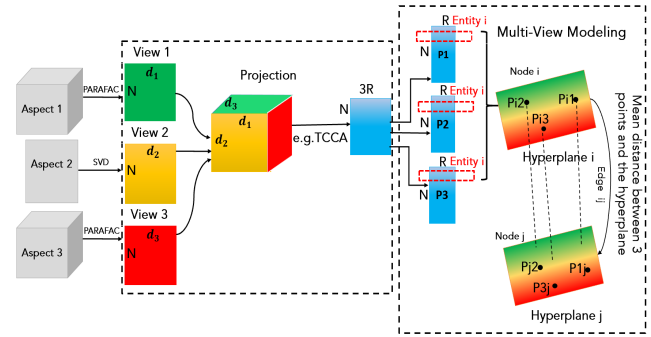 Aspect 1
PARAFAC
Aspect 2
SVD
Aspect 3
PARAFAC
View 1
d1
N
View 2
d2
N
View 3
d3
N
Projection
d3
d1
d2
e.g.TCCA
3R
N
R Entity i
N
P1
R Entity i
N
P2
R Entity i
N
P3
Multi-View Modeling
Node i
Pi2
Pi1
Pi3
Hyperplane i
Edge ij
Node j
Pj2
P1j
P3j
Hyperplane j
Mean distance between 3
points and the hyperplane